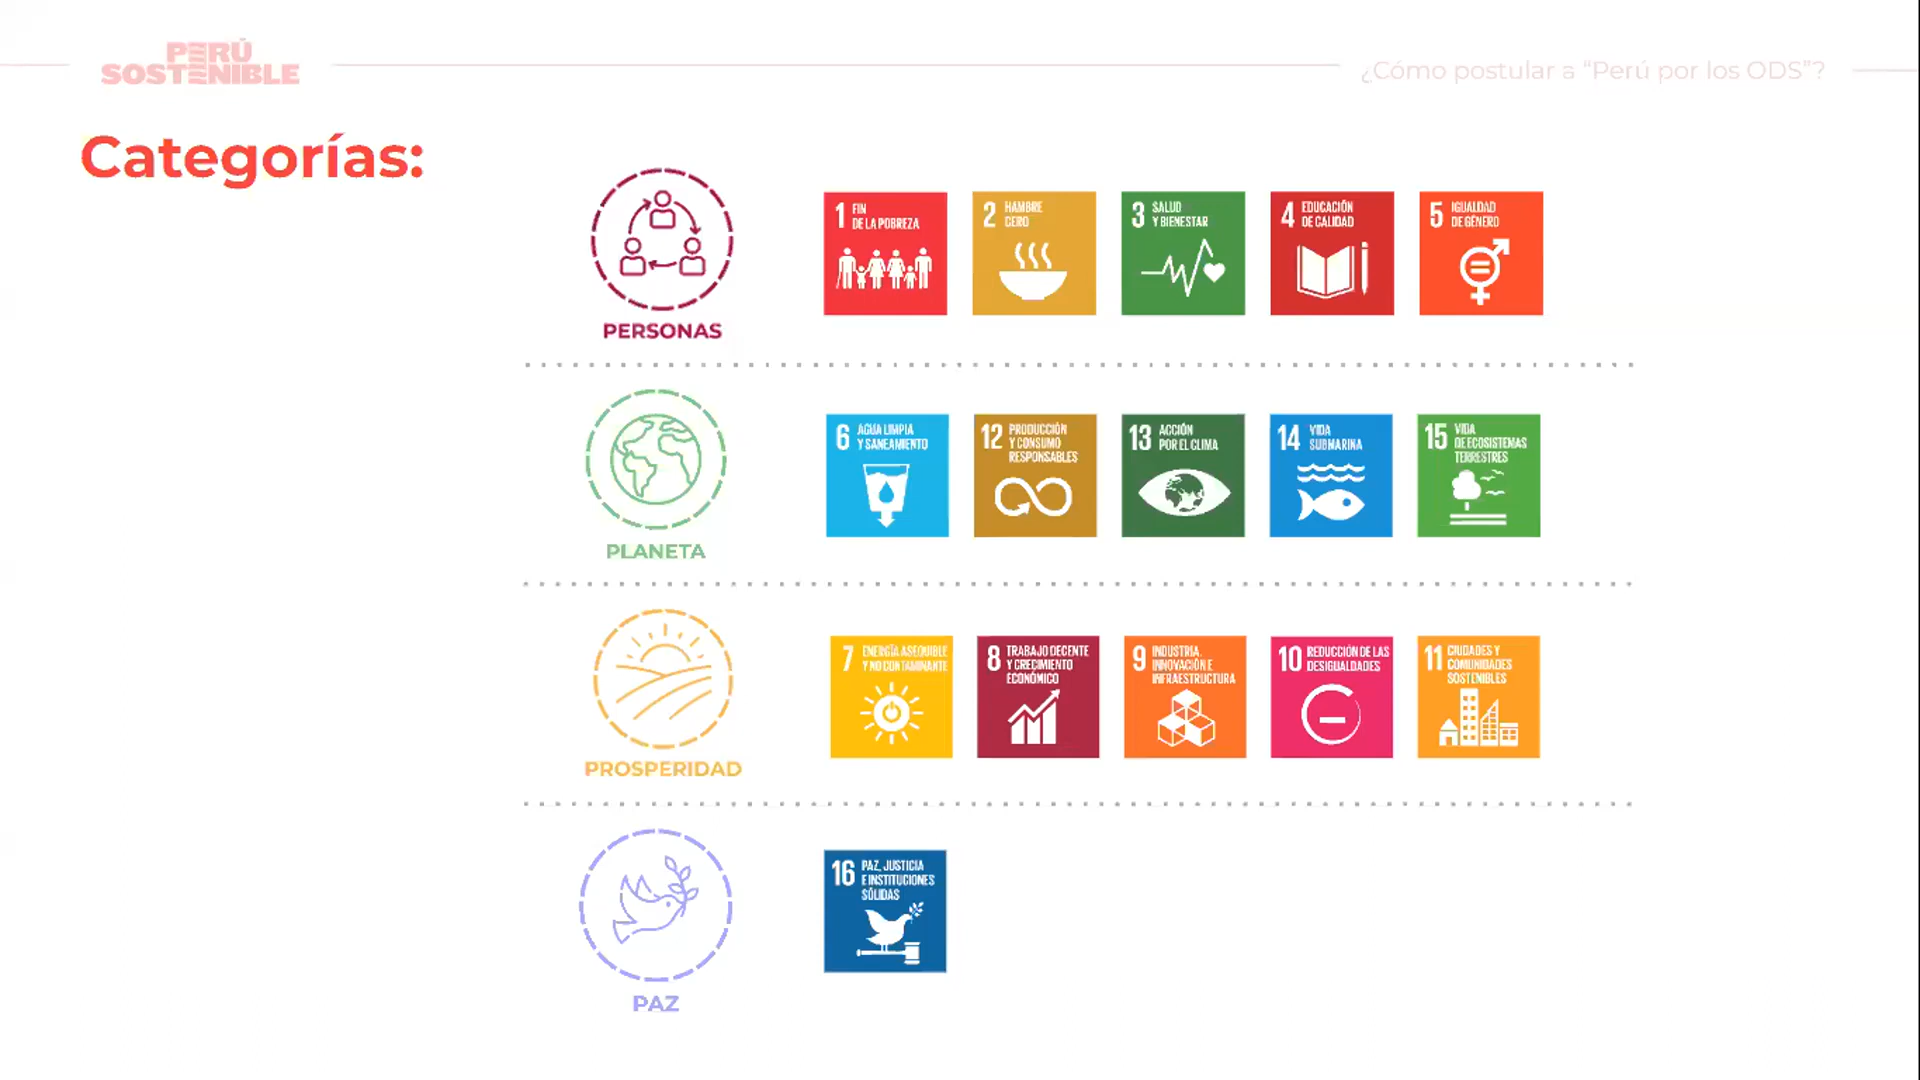 PERÚ
SOSTENIBLE
¿Cómo postular a “Perú por los ODS”?
Categorías:
PERSONAS
1 FIN
DE LA POBREZA
2 HAMBRE
CERO
3 SALUD
Y BIENESTAR
4 EDUCACIÓN
DE CALIDAD
5 IGUALDAD
DE GÉNERO
PLANETA
6 AGUA LIMPIA
Y SANEAMIENTO
12 PRODUCCIÓN
Y CONSUMO
RESPONSABLES
13 ACCIÓN
POR EL CLIMA
14 VIDA
SUBMARINA
15 VIDA
DE ECOSISTEMAS
TERRESTRES
PROSPERIDAD
7 ENERGÍA ASEQUIBLE
Y NO CONTAMINANTE
8 TRABAJO DECENTE
Y CRECIMIENTO
ECONÓMICO
9 INDUSTRIA,
INNOVACIÓN E
INFRAESTRUCTURA
10 REDUCCIÓN DE LAS
DESIGUALDADES
11 CIUDADES Y
COMUNIDADES
SOSTENIBLES
PAZ
16 PAZ, JUSTICIA
E INSTITUCIONES
SÓLIDAS